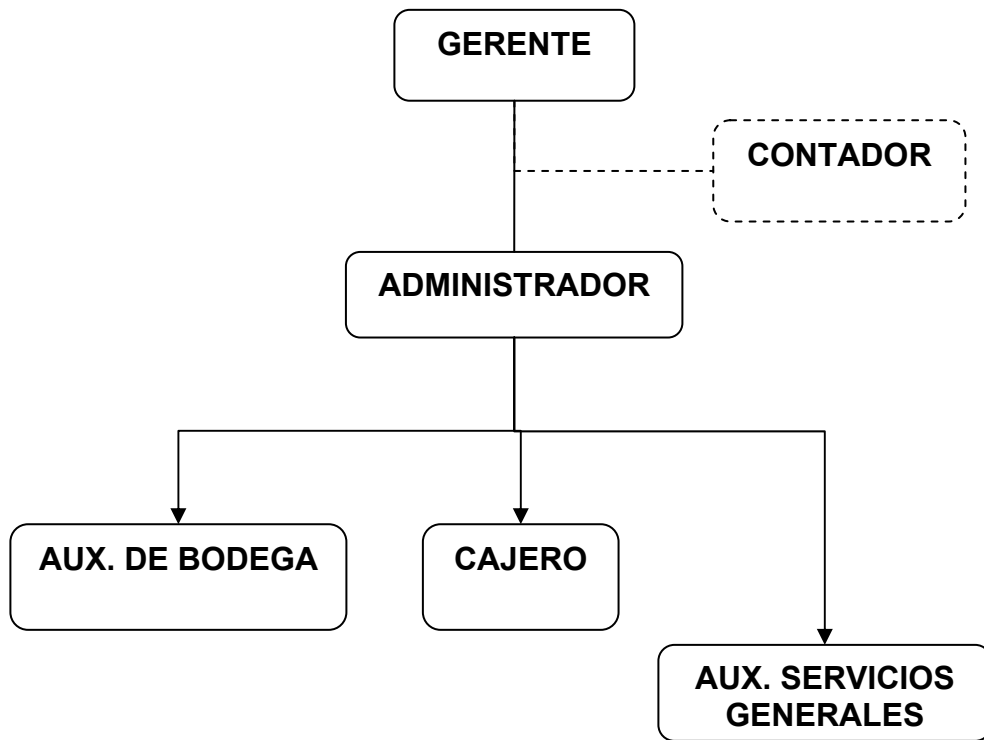 GERENTE
CONTADOR
ADMINISTRADOR
AUX. DE BODEGA
CAJERO
AUX. SERVICIOS
GENERALES